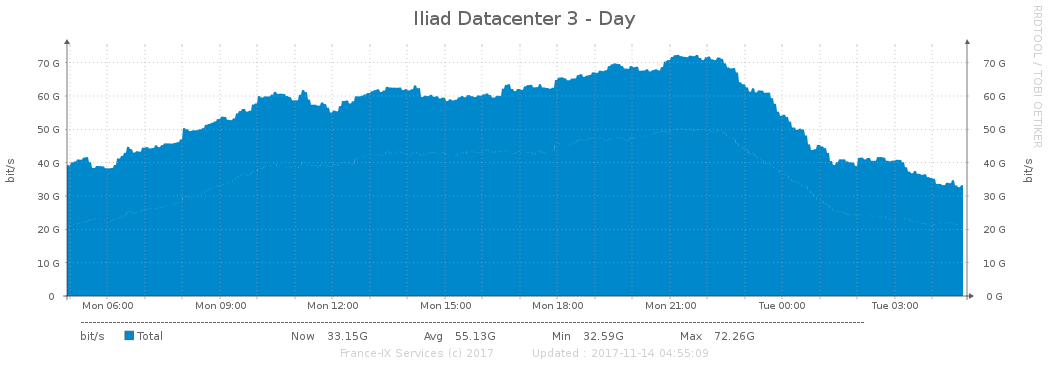 Iliad Datacenter 3 - Day
RRDTOOL / TOBI OETIKER
70 G 70 G
60 G 60 G
50 G 50 G
40 G 40 G
30 G 30 G
20 G 20 G
10 G 10 G
0 0 G
bit/s
bit/s
Mon 06:00 Mon 09:00 Mon 12:00 Mon 15:00 Mon 18:00 Mon 21:00 Tue 00:00 Tue 03:00
bit/s Total Now 33.15G Avg 55.13G Min 32.59G Max 72.26G
France-IX Services (c) 2017 Updated : 2017-11-14 04:55:09